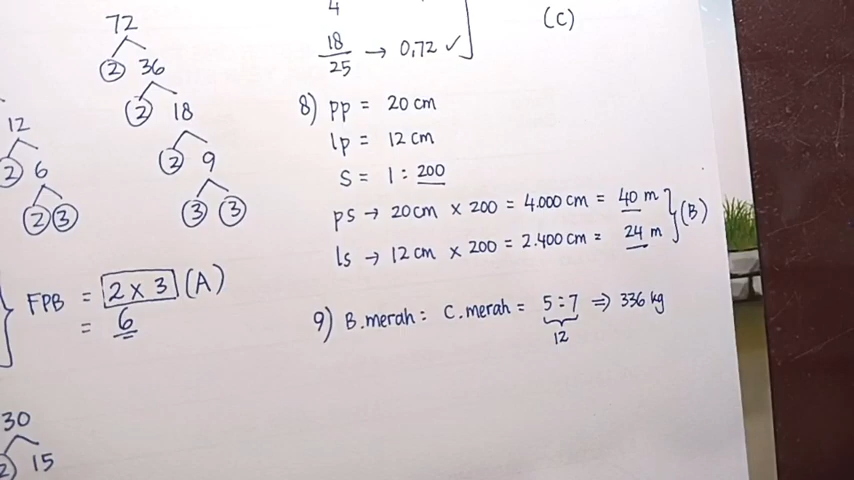 72
2 36
2 18
2 9
3 3
12
2 6
2 3
FPB = 2 x 3 (A)
= 6
30
2 15
4
18/25 → 0,72 ✓
(C)
8) pp = 20 cm
lp = 12 cm
S = 1 : 200
ps → 20 cm x 200 = 4.000 cm = 40 m
ls → 12 cm x 200 = 2.400 cm = 24 m
(B)
9) B.merah : C.merah = 5 : 7 ⇒ 336 kg
12